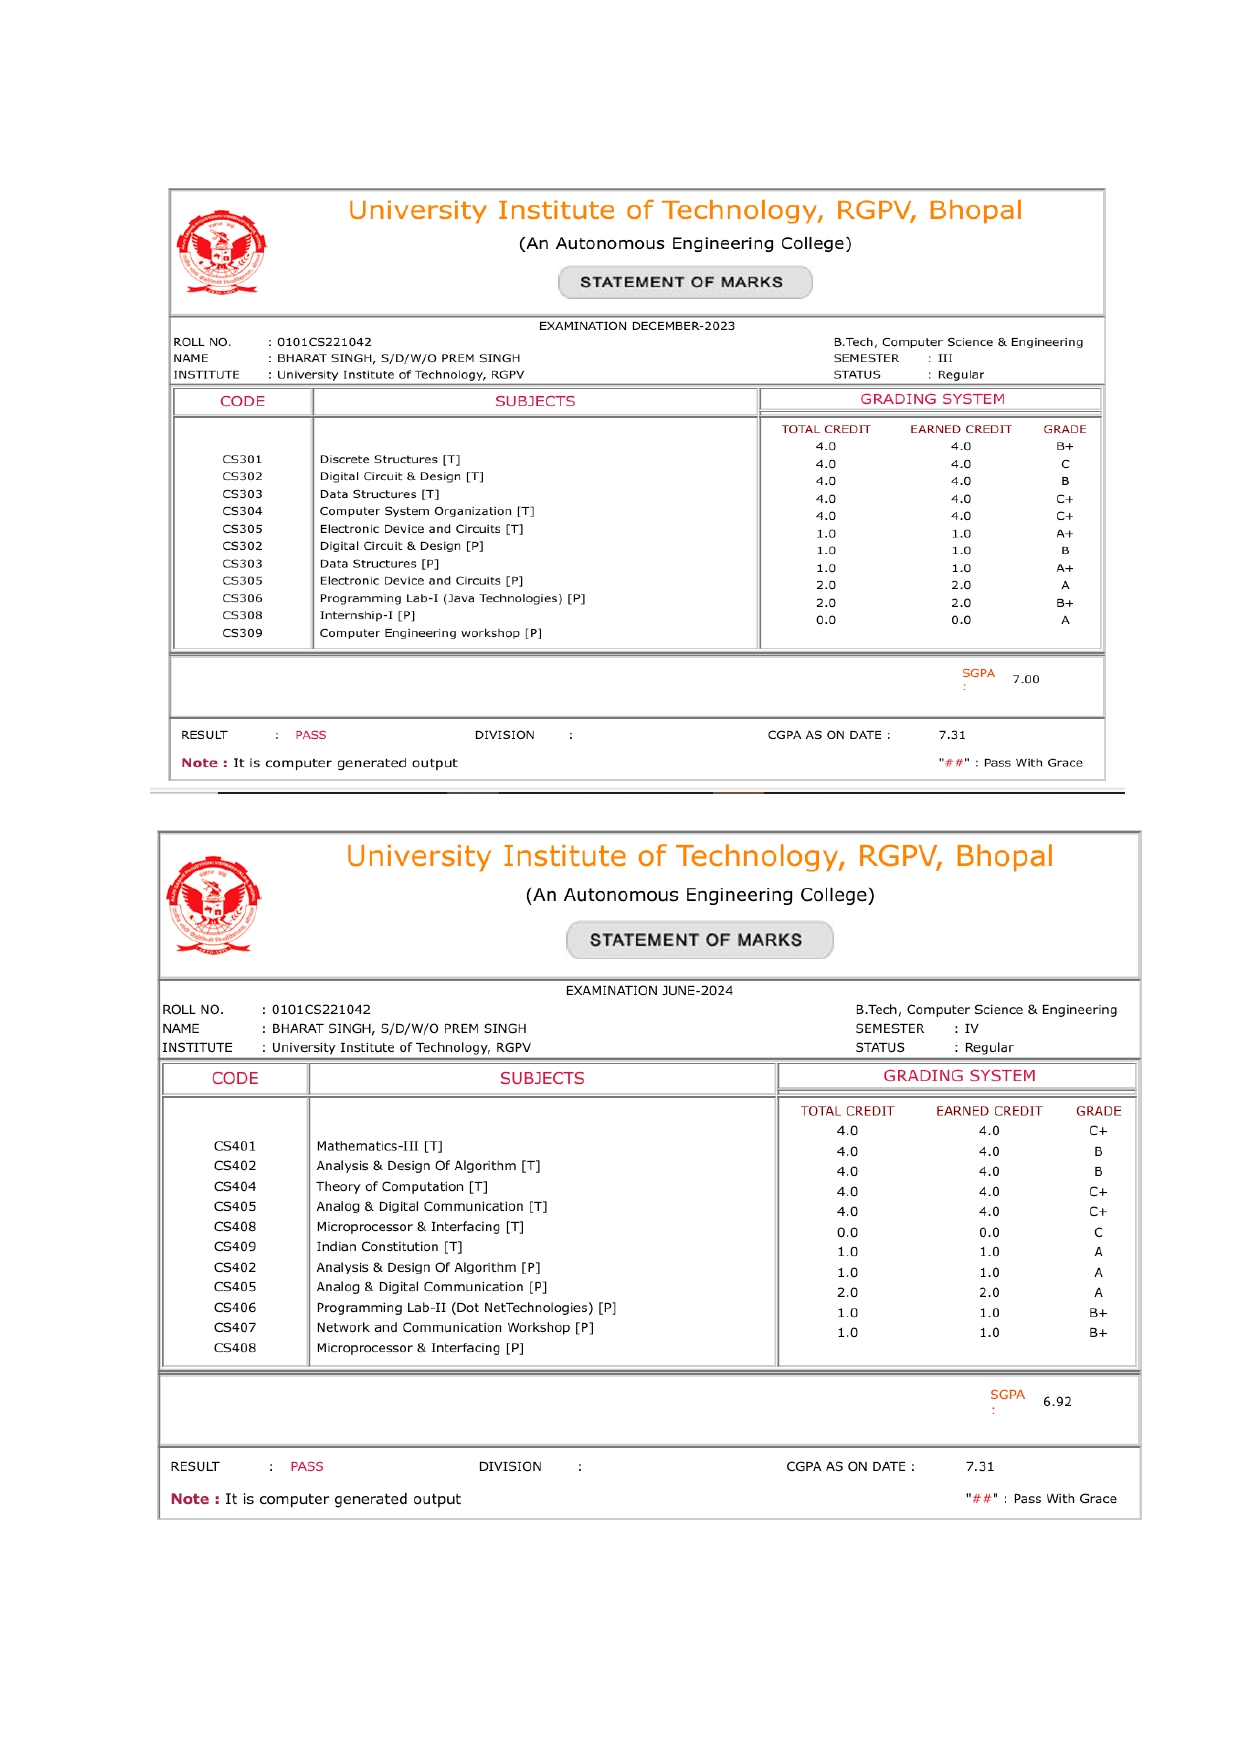 University Institute of Technology, RGPV, Bhopal
(An Autonomous Engineering College)
STATEMENT OF MARKS
EXAMINATION DECEMBER-2023
ROLL NO. : 0101CS221042 B.Tech, Computer Science & Engineering
NAME : BHARAT SINGH, S/D/W/O PREM SINGH SEMESTER : III
INSTITUTE : University Institute of Technology, RGPV STATUS : Regular
CODE SUBJECTS GRADING SYSTEM
TOTAL CREDIT EARNED CREDIT GRADE
CS301 Discrete Structures [T] 4.0 4.0 B+
CS302 Digital Circuit & Design [T] 4.0 4.0 C
CS303 Data Structures [T] 4.0 4.0 B
CS304 Computer System Organization [T] 4.0 4.0 C+
CS305 Electronic Device and Circuits [T] 4.0 4.0 C+
CS302 Digital Circuit & Design [P] 1.0 1.0 A+
CS303 Data Structures [P] 1.0 1.0 B
CS305 Electronic Device and Circuits [P] 1.0 1.0 A+
CS306 Programming Lab-I (Java Technologies) [P] 2.0 2.0 A
CS308 Internship-I [P] 2.0 2.0 B+
CS309 Computer Engineering workshop [P] 0.0 0.0 A
SGPA : 7.00
RESULT : PASS DIVISION : CGPA AS ON DATE : 7.31
Note : It is computer generated output "##" : Pass With Grace
University Institute of Technology, RGPV, Bhopal
(An Autonomous Engineering College)
STATEMENT OF MARKS
EXAMINATION JUNE-2024
ROLL NO. : 0101CS221042 B.Tech, Computer Science & Engineering
NAME : BHARAT SINGH, S/D/W/O PREM SINGH SEMESTER : IV
INSTITUTE : University Institute of Technology, RGPV STATUS : Regular
CODE SUBJECTS GRADING SYSTEM
TOTAL CREDIT EARNED CREDIT GRADE
CS401 Mathematics-III [T] 4.0 4.0 C+
CS402 Analysis & Design Of Algorithm [T] 4.0 4.0 B
CS404 Theory of Computation [T] 4.0 4.0 B
CS405 Analog & Digital Communication [T] 4.0 4.0 C+
CS408 Microprocessor & Interfacing [T] 4.0 4.0 C+
CS409 Indian Constitution [T] 0.0 0.0 C
CS402 Analysis & Design Of Algorithm [P] 1.0 1.0 A
CS405 Analog & Digital Communication [P] 1.0 1.0 A
CS406 Programming Lab-II (Dot NetTechnologies) [P] 2.0 2.0 A
CS407 Network and Communication Workshop [P] 1.0 1.0 B+
CS408 Microprocessor & Interfacing [P] 1.0 1.0 B+
SGPA : 6.92
RESULT : PASS DIVISION : CGPA AS ON DATE : 7.31
Note : It is computer generated output "##" : Pass With Grace